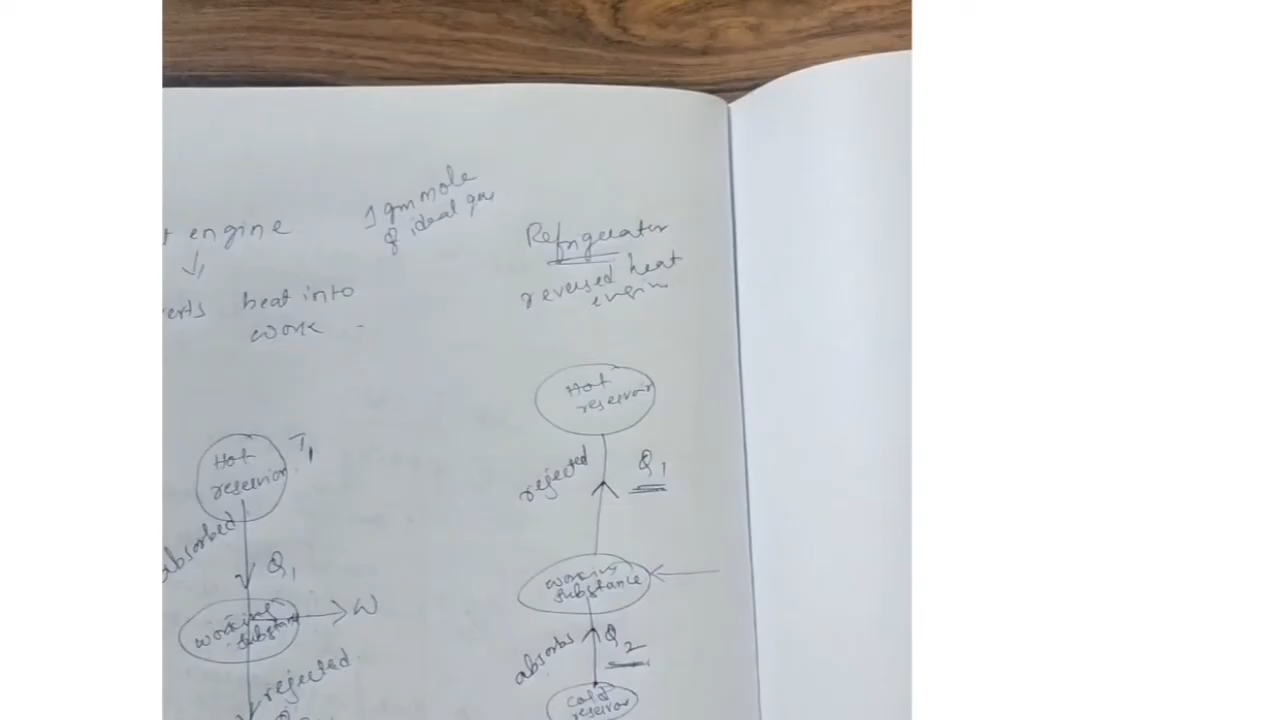 t engine
↓
erts heat into
work -
1 gm mole
of ideal gas
Refrigerator
reversed heat
engine
Hot
reservoir
T1
absorbed
Q1
working
substance
W
rejected
Hot
reservoir
rejected
Q1
working
substance
absorbs
Q2
cold
reservoir